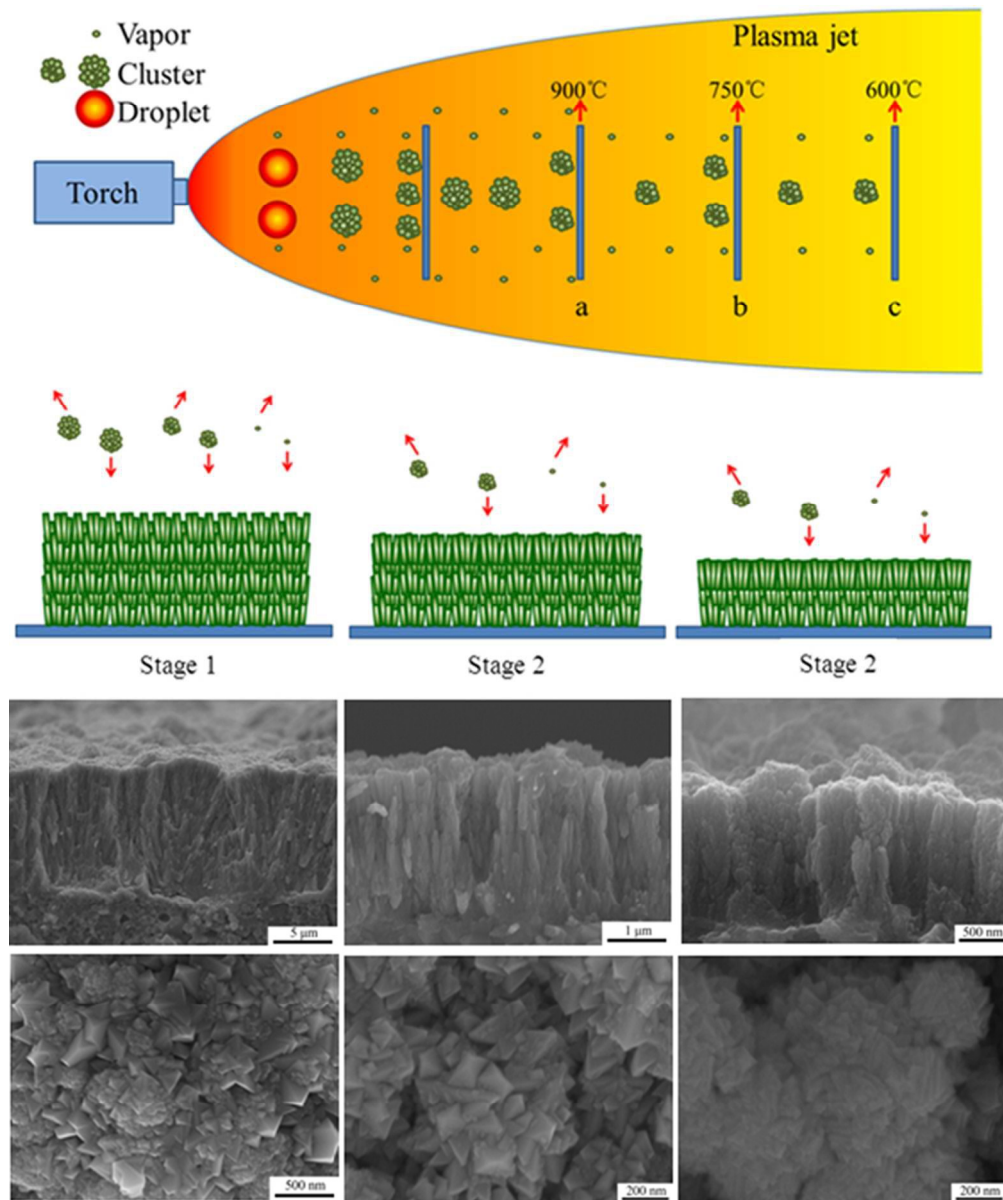 Vapor
Cluster
Droplet
Plasma jet
900℃
750℃
600℃
Torch
a
b
c
Stage 1
Stage 2
Stage 2
5 μm
1 μm
500 nm
500 nm
200 nm
200 nm